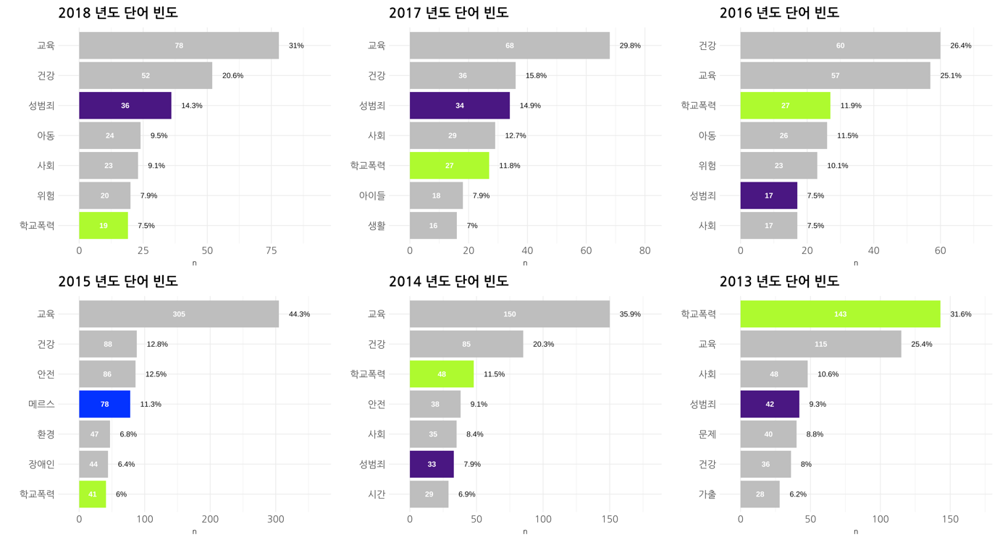 2018 년도 단어 빈도
교육 78 31%
건강 52 20.6%
성범죄 36 14.3%
아동 24 9.5%
사회 23 9.1%
위험 20 7.9%
학교폭력 19 7.5%
0 25 50 75
n
2017 년도 단어 빈도
교육 68 29.8%
건강 36 15.8%
성범죄 34 14.9%
사회 29 12.7%
학교폭력 27 11.8%
아이들 18 7.9%
생활 16 7%
0 20 40 60 80
n
2016 년도 단어 빈도
건강 60 26.4%
교육 57 25.1%
학교폭력 27 11.9%
아동 26 11.5%
위험 23 10.1%
성범죄 17 7.5%
사회 17 7.5%
0 20 40 60
n
2015 년도 단어 빈도
교육 305 44.3%
건강 88 12.8%
안전 86 12.5%
메르스 78 11.3%
환경 47 6.8%
장애인 44 6.4%
학교폭력 41 6%
0 100 200 300
n
2014 년도 단어 빈도
교육 150 35.9%
건강 85 20.3%
학교폭력 48 11.5%
안전 38 9.1%
사회 35 8.4%
성범죄 33 7.9%
시간 29 6.9%
0 50 100 150
n
2013 년도 단어 빈도
학교폭력 143 31.6%
교육 115 25.4%
사회 48 10.6%
성범죄 42 9.3%
문제 40 8.8%
건강 36 8%
가출 28 6.2%
0 50 100 150
n